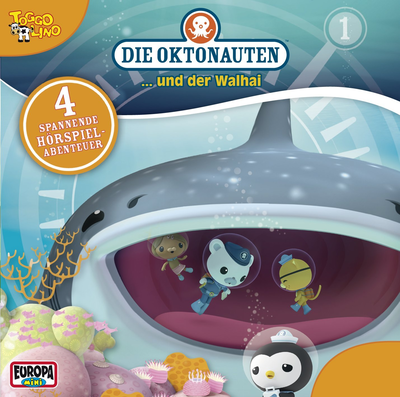 TOGGO
LINO
DIE OKTONAUTEN
1
... und der Walhai
4
SPANNENDE
HÖRSPIEL-
ABENTEUER
EUROPA
mini